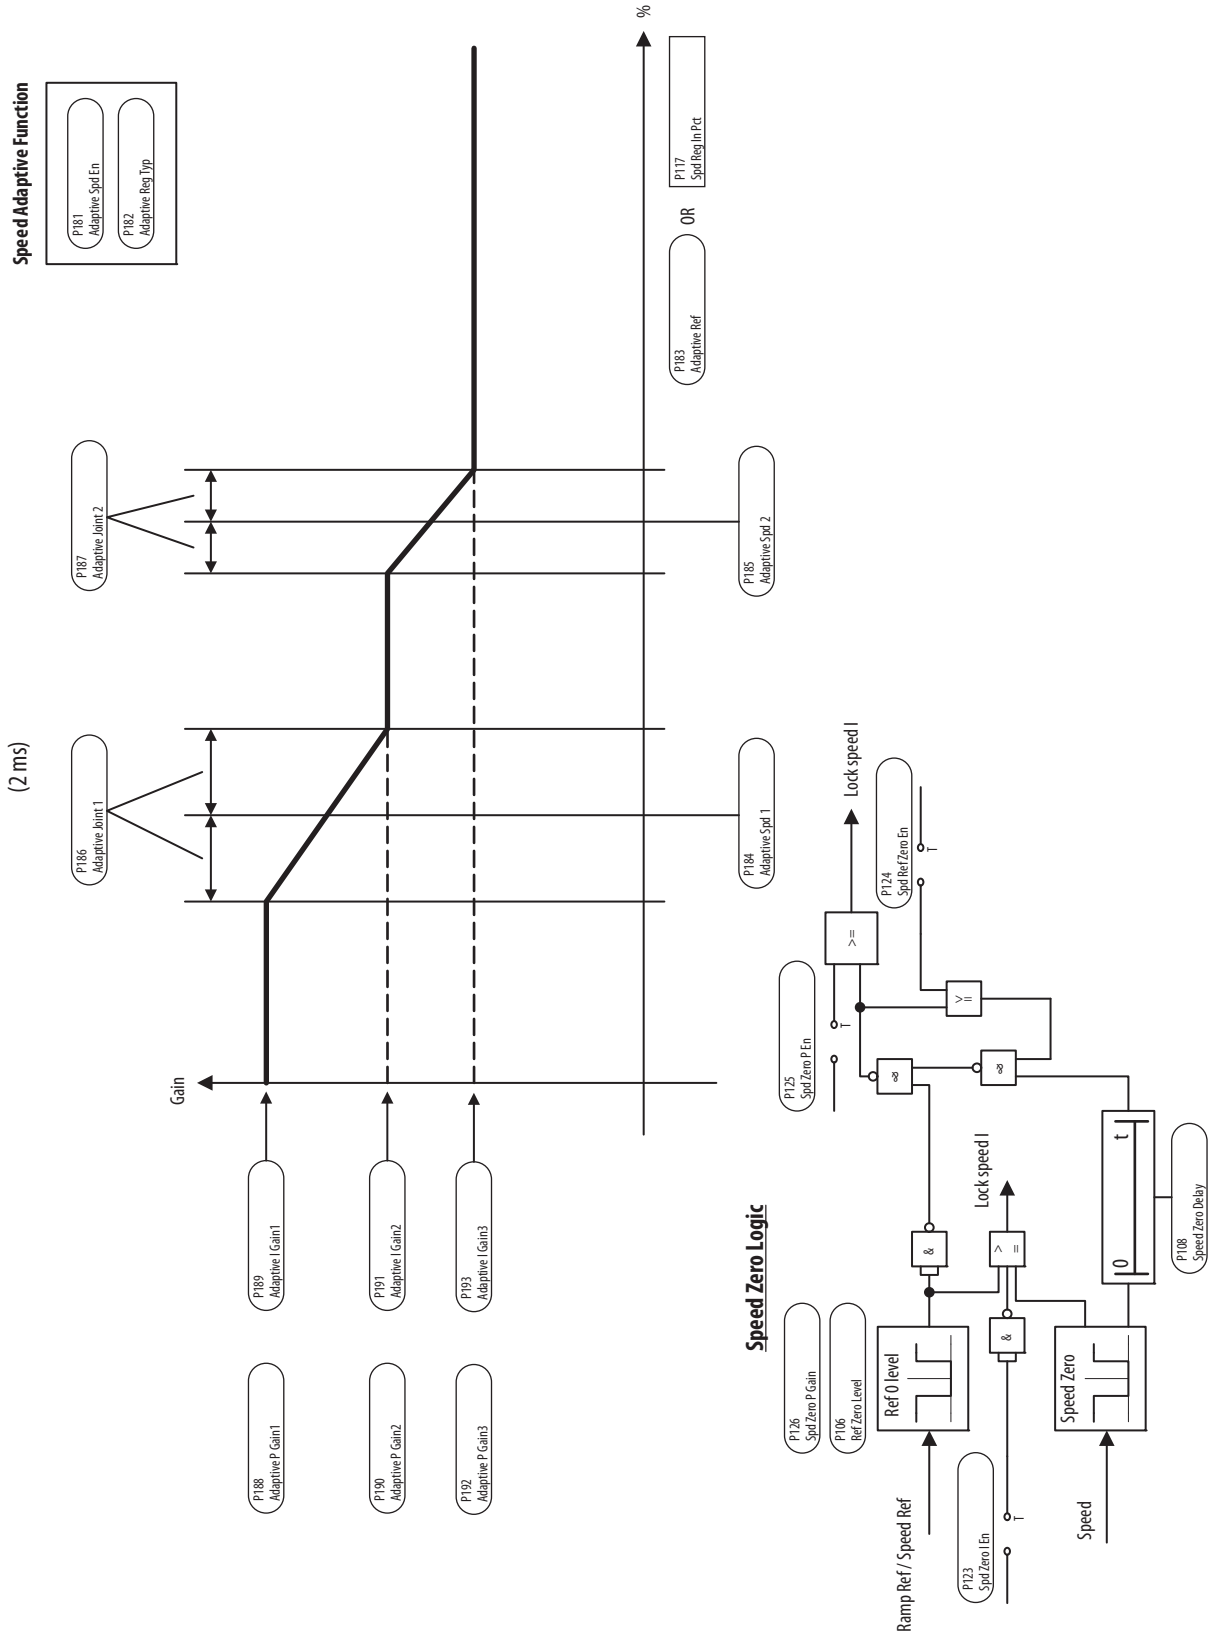 (2 ms)
Speed Adaptive Function
P181
Adaptive Spd En
P182
Adaptive Reg Typ
P186
Adaptive Joint 1
P187
Adaptive Joint 2
Gain
P188
Adaptive P Gain1
P189
Adaptive I Gain1
P190
Adaptive P Gain2
P191
Adaptive I Gain2
P192
Adaptive P Gain3
P193
Adaptive I Gain3
%
P183
Adaptive Ref
OR
P117
Spd Reg In Pct
P184
Adaptive Spd 1
P185
Adaptive Spd 2
Speed Zero Logic
P126
Spd Zero P Gain
P106
Ref Zero Level
P125
Spd Zero P En
T
>=
Lock speed I
Ramp Ref / Speed Ref
Ref 0 level
&
&
&
>=
P124
Spd Ref Zero En
T
P123
Spd Zero I En
T
&
>
=
Lock speed I
Speed
Speed Zero
0
t
P108
Speed Zero Delay